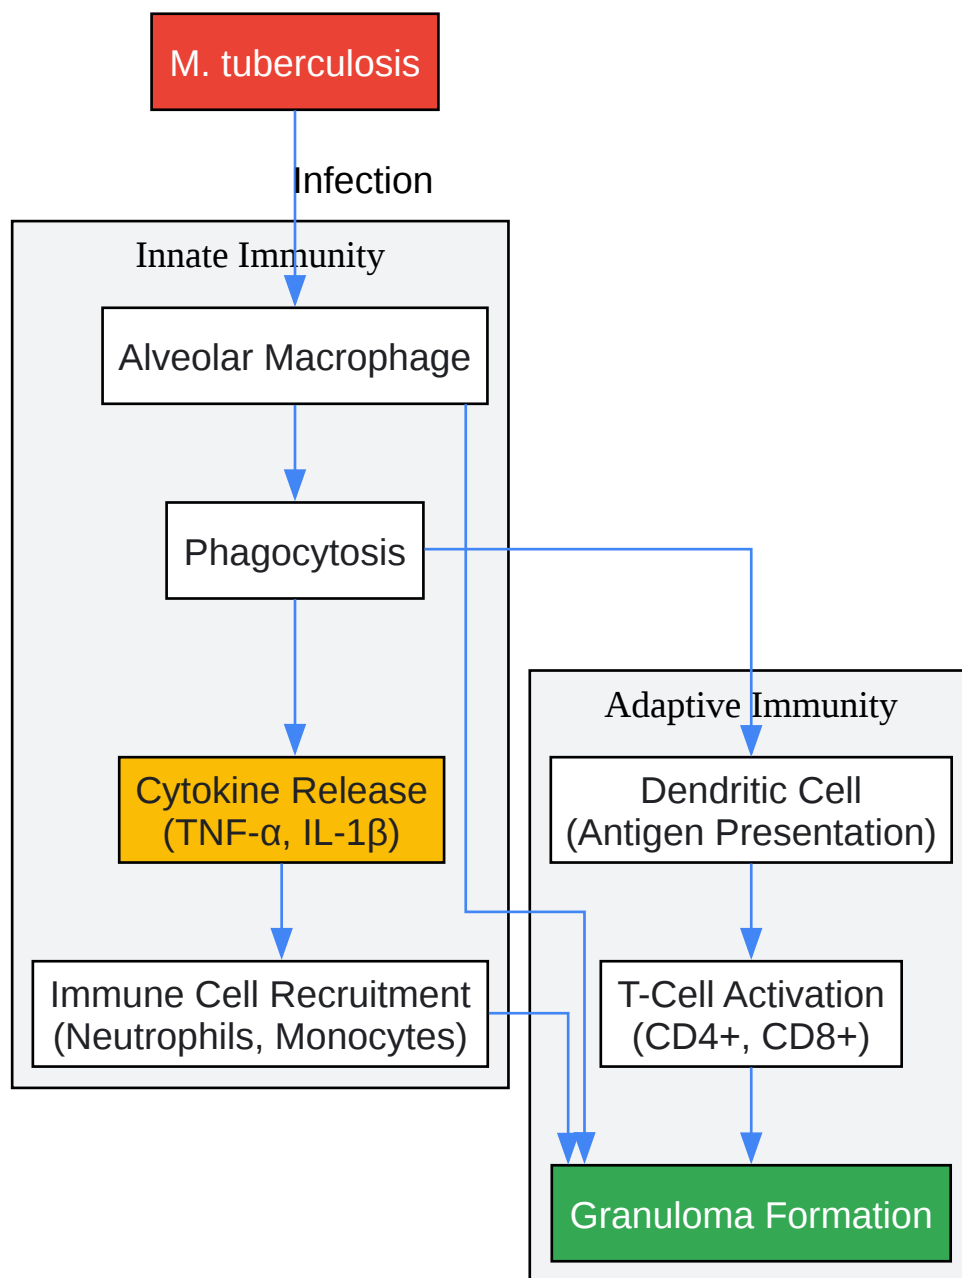 M. tuberculosis
Infection
Innate Immunity
Alveolar Macrophage
Phagocytosis
Cytokine Release
(TNF-α, IL-1β)
Immune Cell Recruitment
(Neutrophils, Monocytes)
Adaptive Immunity
Dendritic Cell
(Antigen Presentation)
T-Cell Activation
(CD4+, CD8+)
Granuloma Formation